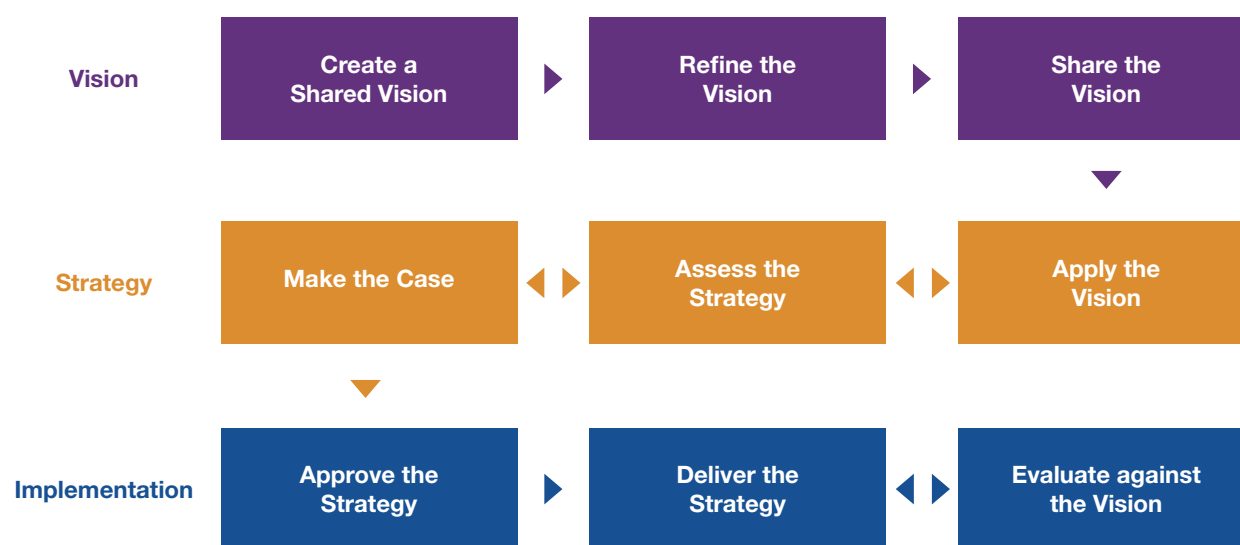 Vision
Create a
Shared Vision
Refine the
Vision
Share the
Vision
Strategy
Make the Case
Assess the
Strategy
Apply the
Vision
Implementation
Approve the
Strategy
Deliver the
Strategy
Evaluate against
the Vision